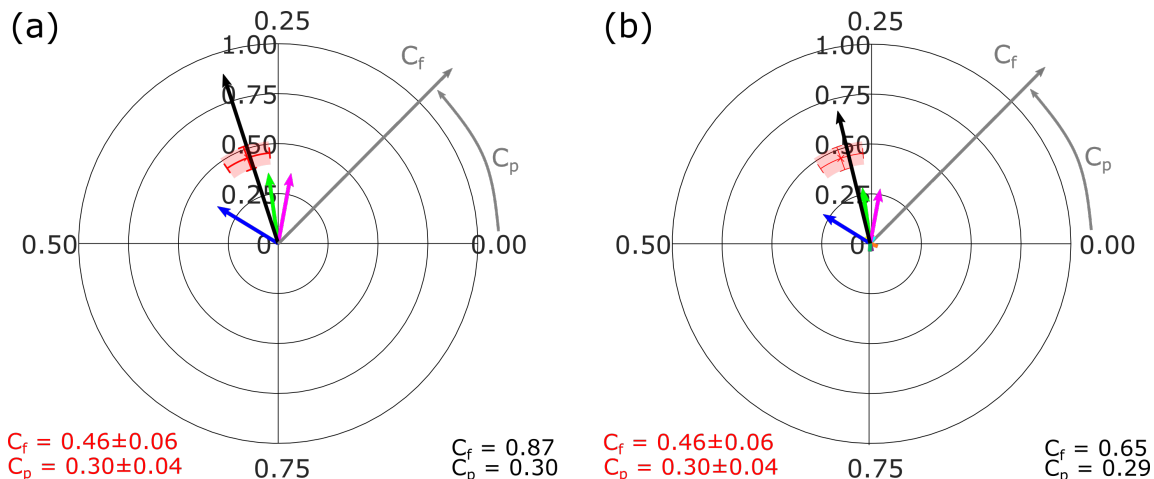 (a)
0.25
1.00
0.75
0.50
0.25
0
0.50
0.00
0.75
C_f
C_p
C_f = 0.46±0.06
C_p = 0.30±0.04
C_f = 0.87
C_p = 0.30
(b)
0.25
1.00
0.75
0.50
0.25
0
0.50
0.00
0.75
C_f
C_p
C_f = 0.46±0.06
C_p = 0.30±0.04
C_f = 0.65
C_p = 0.29